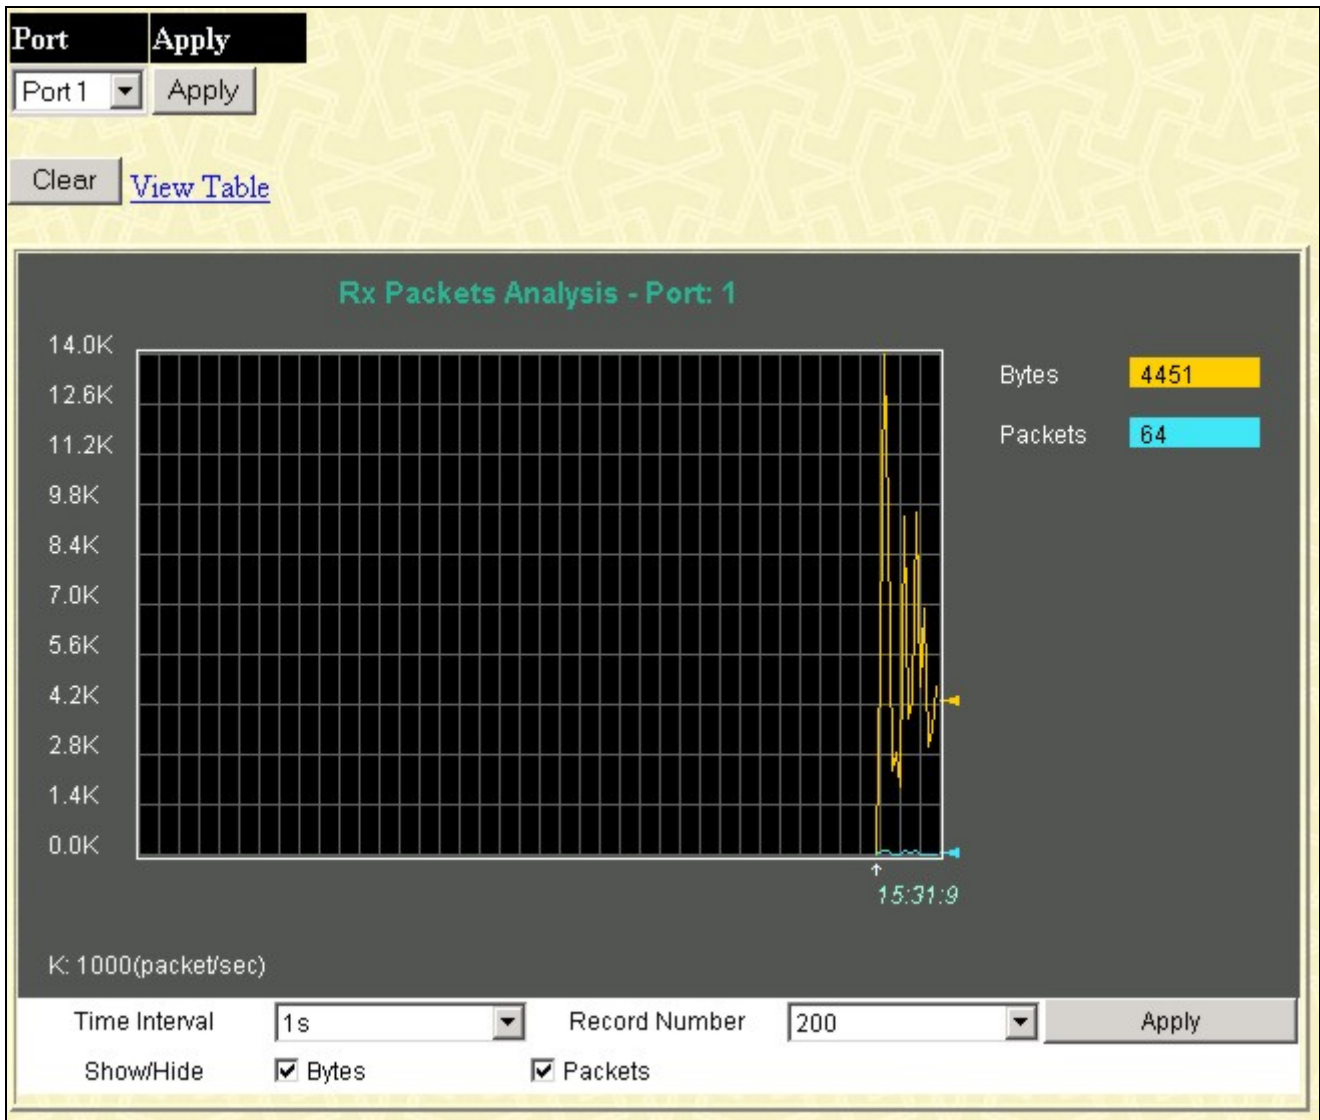 Port Apply
Port 1 Apply
Clear View Table
Rx Packets Analysis - Port: 1
14.0K
12.6K
11.2K
9.8K
8.4K
7.0K
5.6K
4.2K
2.8K
1.4K
0.0K
Bytes 4451
Packets 64
15:31:9
K: 1000(packet/sec)
Time Interval 1s Record Number 200 Apply
Show/Hide Bytes Packets